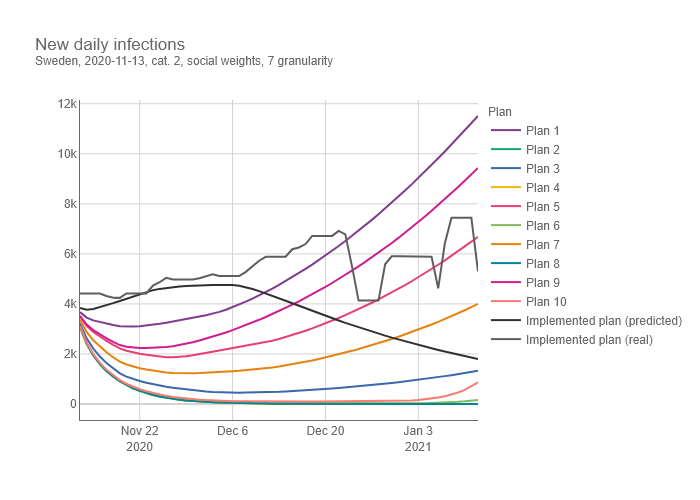 New daily infections
Sweden, 2020-11-13, cat. 2, social weights, 7 granularity
12k
10k
8k
6k
4k
2k
0
Nov 22
2020
Dec 6
Dec 20
Jan 3
2021
Plan
Plan 1
Plan 2
Plan 3
Plan 4
Plan 5
Plan 6
Plan 7
Plan 8
Plan 9
Plan 10
Implemented plan (predicted)
Implemented plan (real)